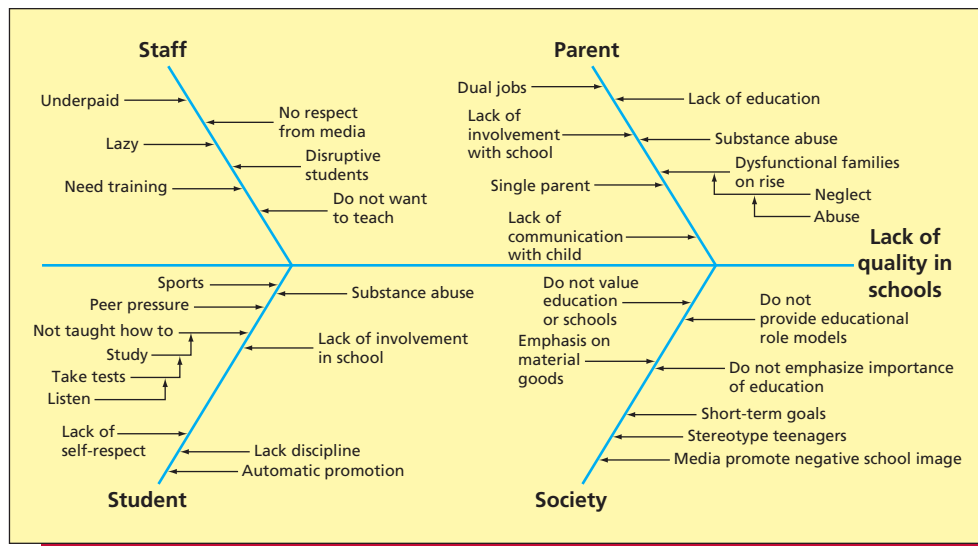 Staff
Underpaid
No respect
from media
Lazy
Disruptive
students
Need training
Do not want
to teach
Parent
Dual jobs
Lack of education
Lack of
involvement
with school
Substance abuse
Dysfunctional families
on rise
Single parent
Neglect
Abuse
Lack of
communication
with child
Lack of
quality in
schools
Sports
Substance abuse
Peer pressure
Not taught how to
Study
Take tests
Listen
Lack of involvement
in school
Lack of
self-respect
Lack discipline
Automatic promotion
Student
Do not value
education
or schools
Do not
provide educational
role models
Emphasis on
material
goods
Do not emphasize importance
of education
Short-term goals
Stereotype teenagers
Media promote negative school image
Society